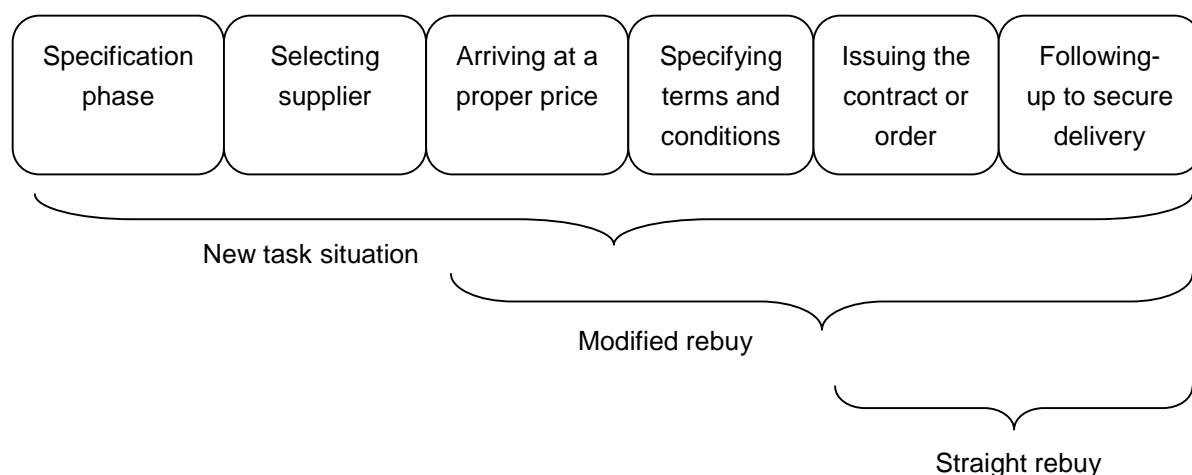 Specification
phase
Selecting
supplier
Arriving at a
proper price
Specifying
terms and
conditions
Issuing the
contract or
order
Following-
up to secure
delivery
New task situation
Modified rebuy
Straight rebuy